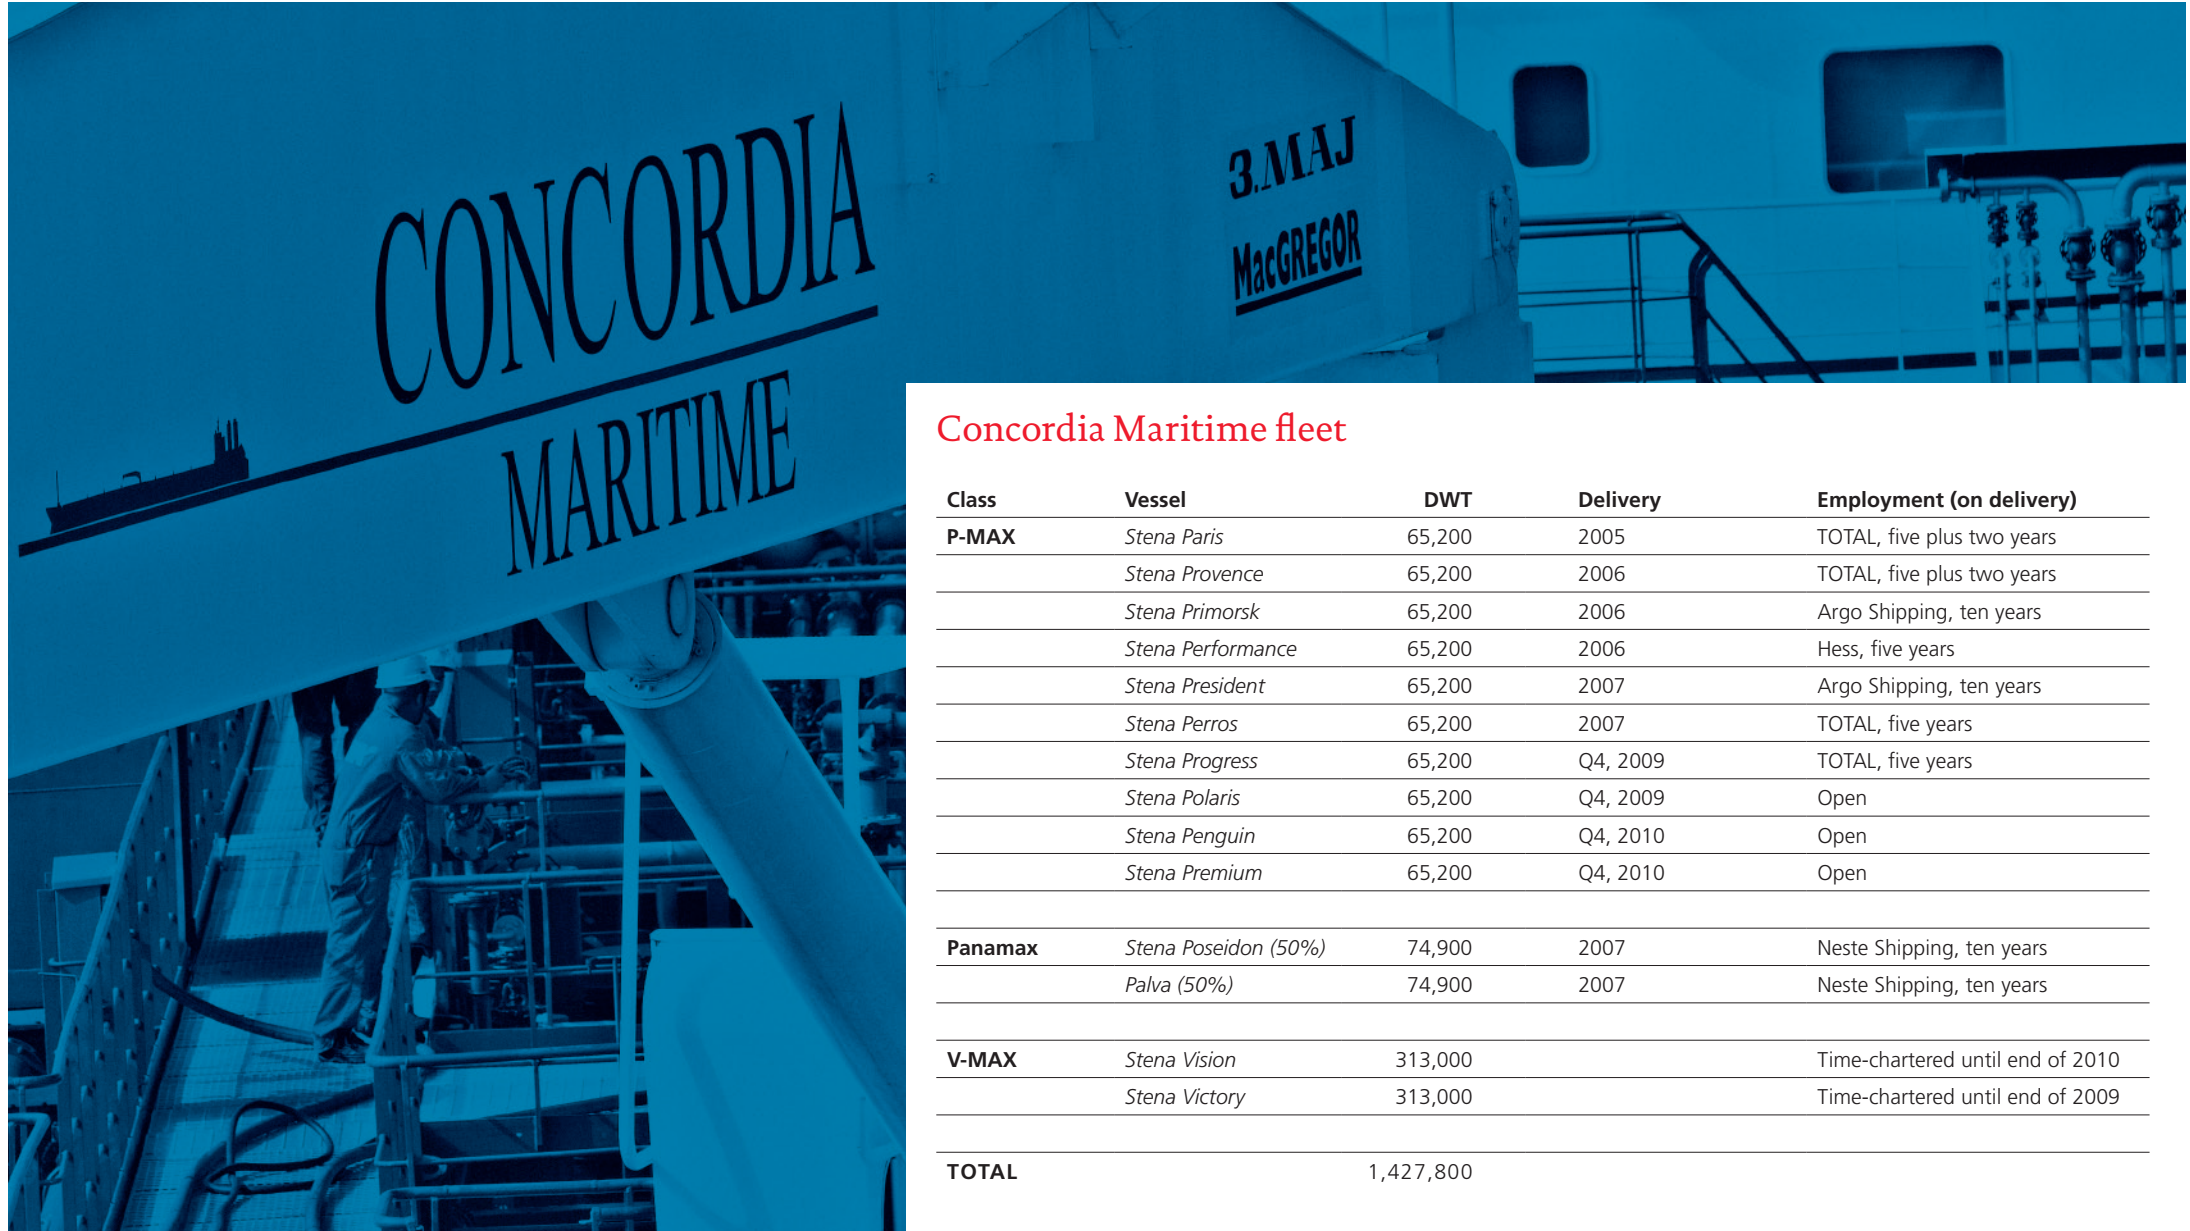 CONCORDIA
MARITIME
3.MAJ
MacGREGOR
Concordia Maritime fleet
Class Vessel DWT Delivery Employment (on delivery)
P-MAX Stena Paris 65,200 2005 TOTAL, five plus two years
Stena Provence 65,200 2006 TOTAL, five plus two years
Stena Primorsk 65,200 2006 Argo Shipping, ten years
Stena Performance 65,200 2006 Hess, five years
Stena President 65,200 2007 Argo Shipping, ten years
Stena Perros 65,200 2007 TOTAL, five years
Stena Progress 65,200 Q4, 2009 TOTAL, five years
Stena Polaris 65,200 Q4, 2009 Open
Stena Penguin 65,200 Q4, 2010 Open
Stena Premium 65,200 Q4, 2010 Open
Panamax Stena Poseidon (50%) 74,900 2007 Neste Shipping, ten years
Palva (50%) 74,900 2007 Neste Shipping, ten years
V-MAX Stena Vision 313,000 Time-chartered until end of 2010
Stena Victory 313,000 Time-chartered until end of 2009
TOTAL 1,427,800